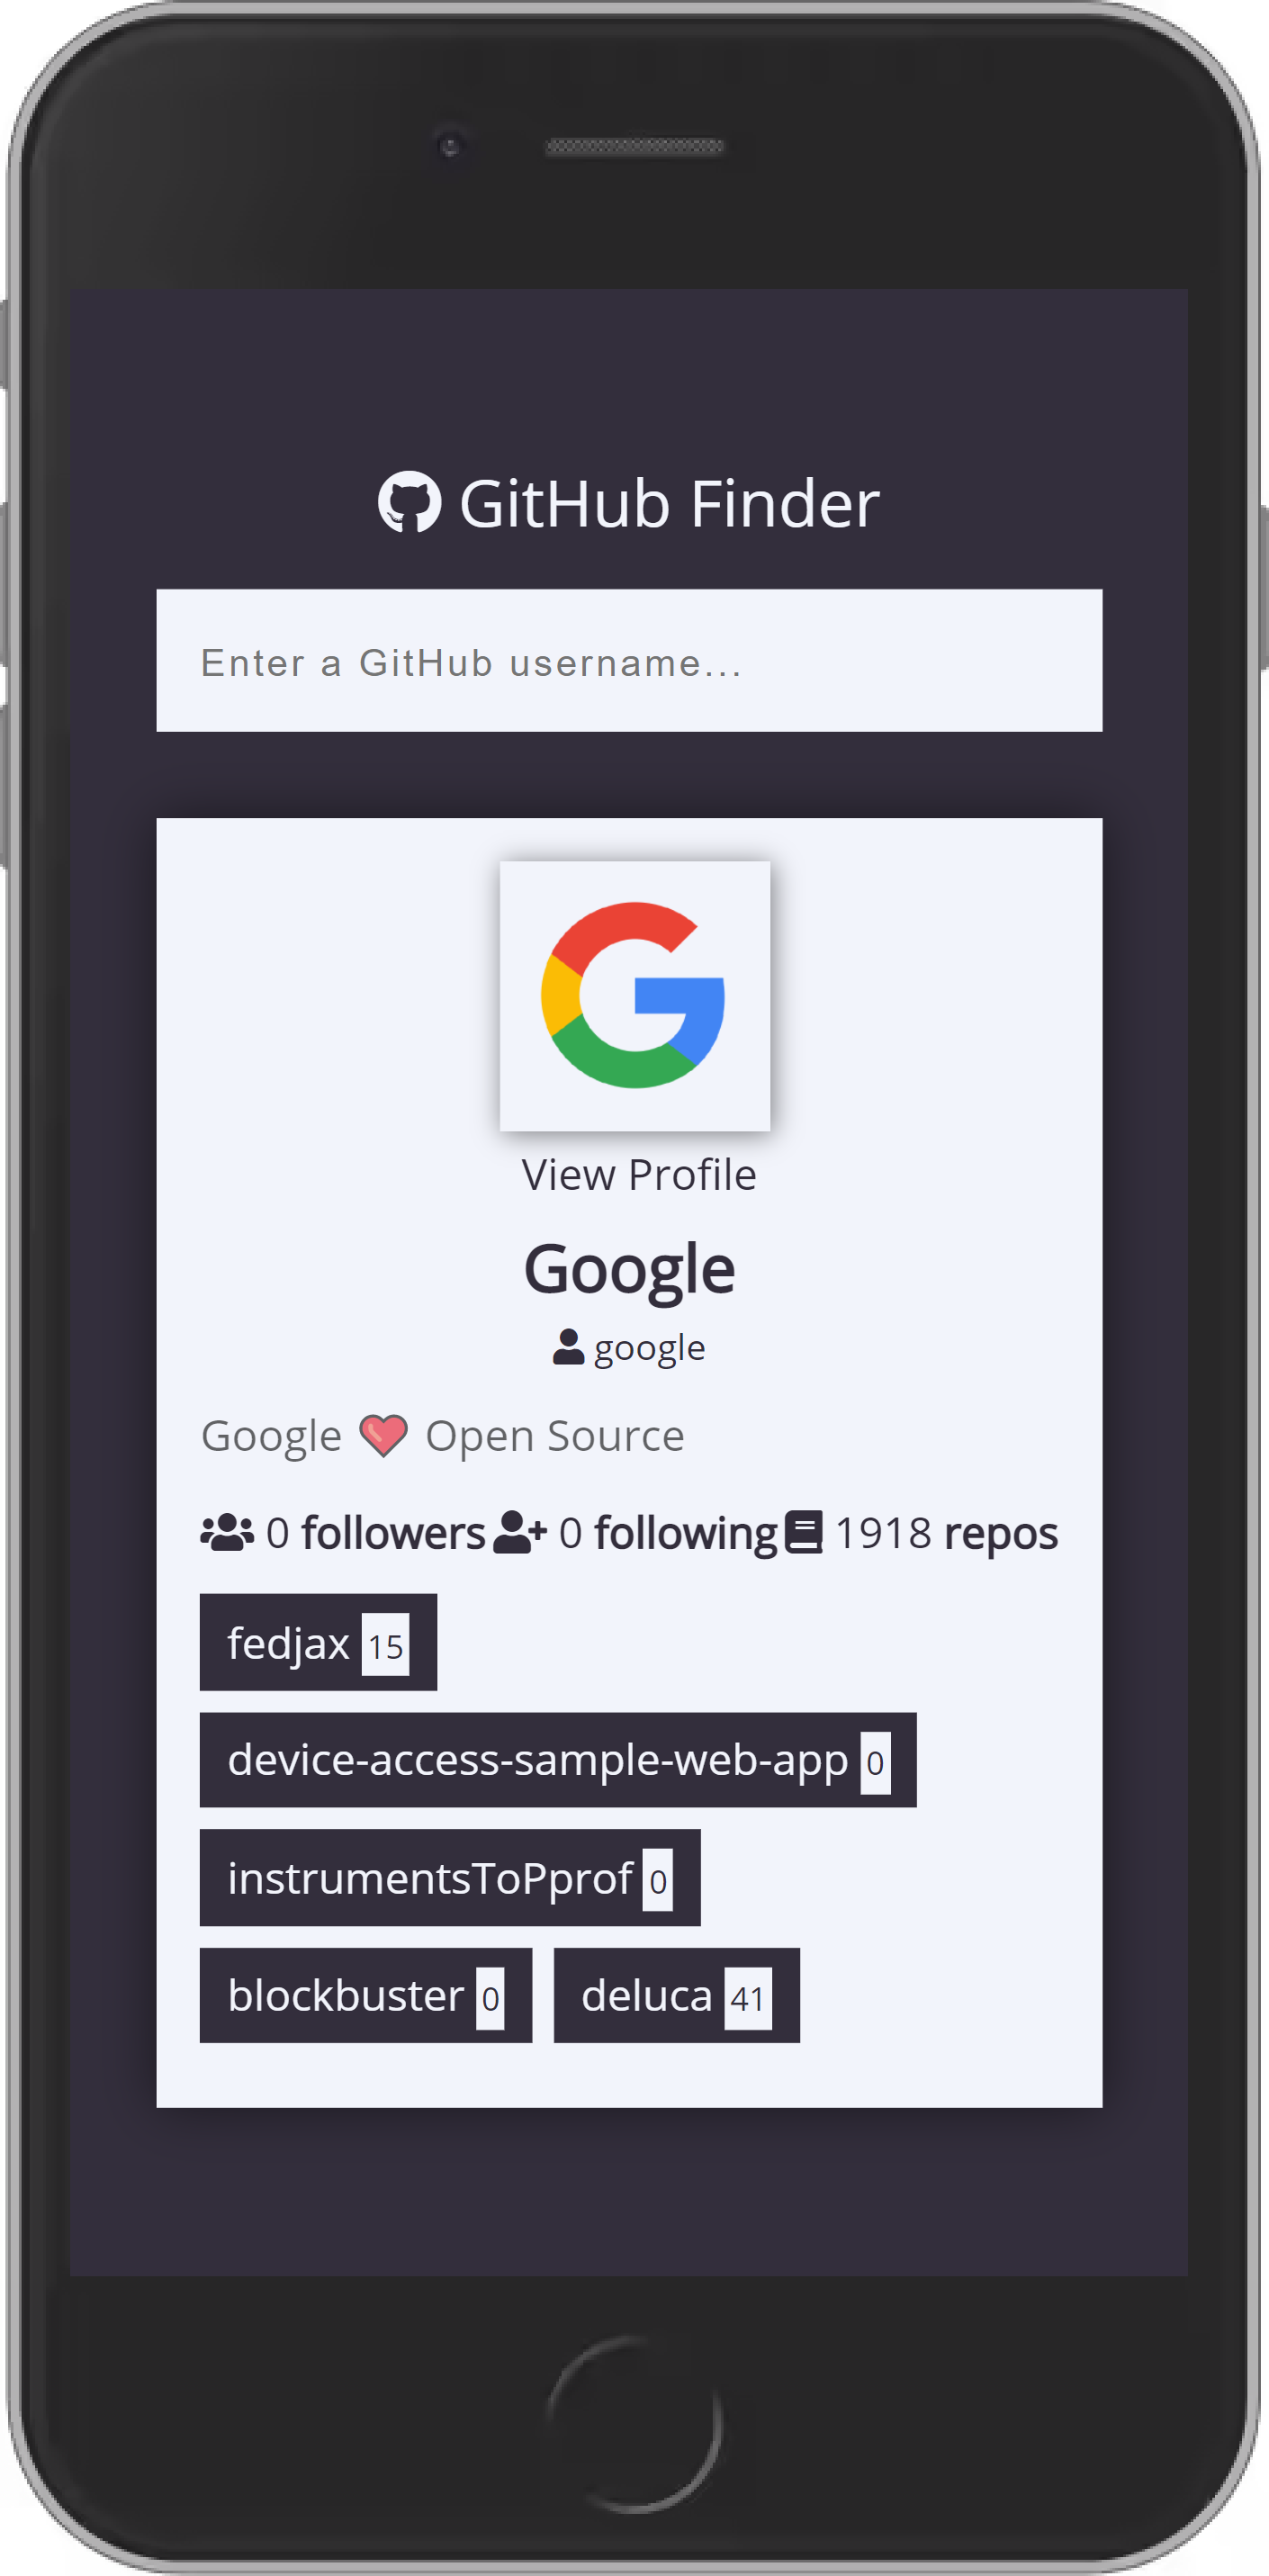 GitHub Finder
Enter a GitHub username...
View Profile
Google
google
Google ❤️ Open Source
0 followers 0 following 1918 repos
fedjax 15
device-access-sample-web-app 0
instrumentsToPprof 0
blockbuster 0 deluca 41